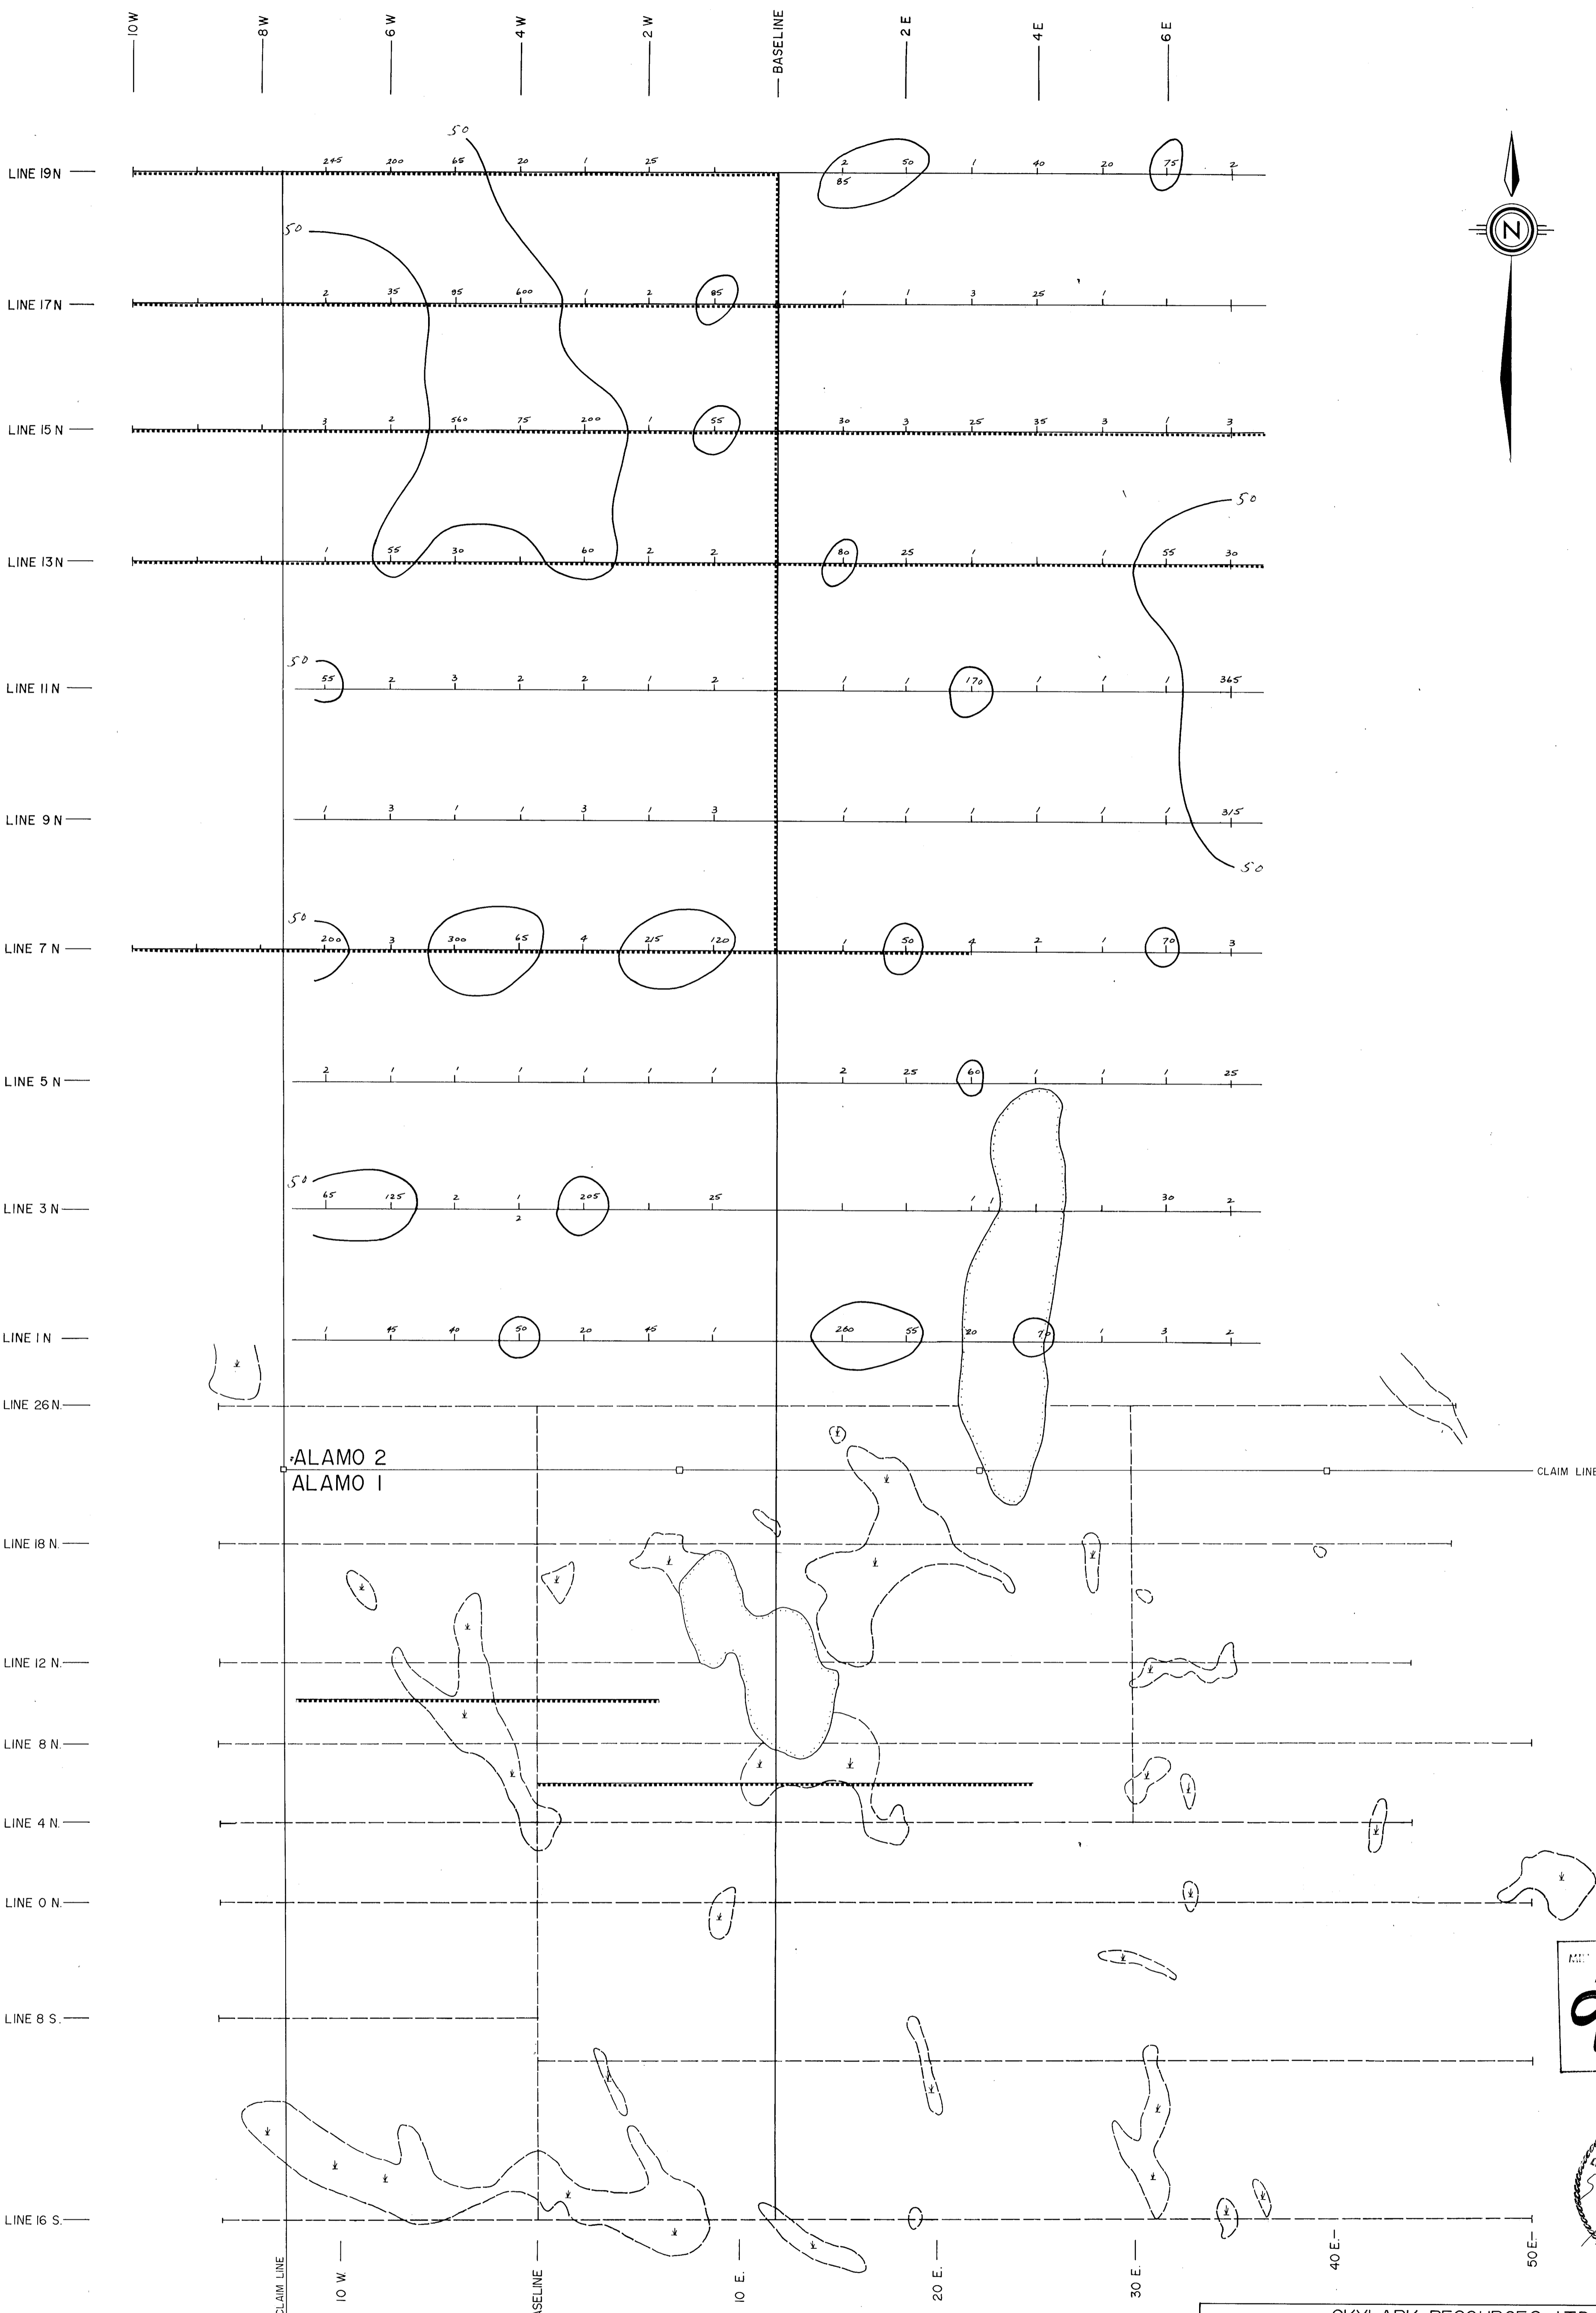 10W 8W 6W 4W 2W BASELINE 2E 4E 6E
50
LINE 19N 245 200 65 20 1 25 2 50 1 40 20 75 2
85
N
50
LINE 17N 2 35 95 600 1 2 85 1 1 3 25 1
LINE 15N 3 2 560 75 200 1 55 30 3 25 35 3 1 3
50
LINE 13N 1 55 30 60 2 2 80 25 1 1 55 30
50
LINE 11N 55 2 3 2 2 1 2 1 1 170 1 1 1 365
LINE 9N 1 3 1 1 3 1 3 1 1 1 1 1 1 315
50
50
LINE 7N 200 3 300 65 4 215 120 1 50 4 2 1 70 3
LINE 5N 2 1 1 1 1 1 1 2 25 60 1 1 1 25
50
LINE 3N 65 125 2 1 205 25 1 1 30 2
2
LINE 1N 1 45 40 50 20 45 1 260 55 20 70 1 3 2
LINE 26N.
ALAMO 2
CLAIM LINE
ALAMO 1
LINE 18 N.
LINE 12 N.
LINE 8 N.
LINE 4 N.
LINE 0 N.
LINE 8 S.
LINE 16 S.
CLAIM LINE 10 W. 10 E. 20 E. 30 E. 40 E. 50 E.